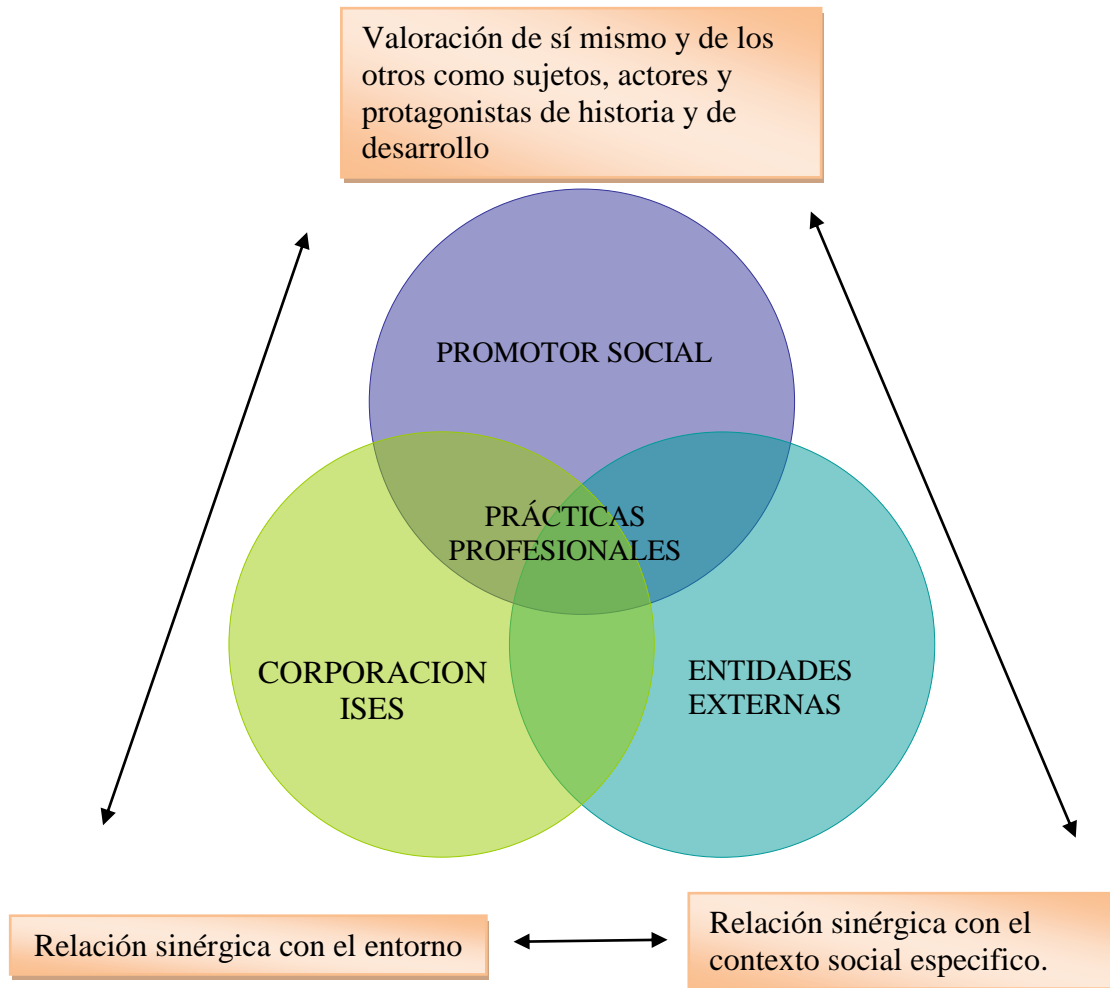 Valoración de sí mismo y de los
otros como sujetos, actores y
protagonistas de historia y de
desarrollo
PROMOTOR SOCIAL
PRÁCTICAS
PROFESIONALES
CORPORACION
ISES
ENTIDADES
EXTERNAS
Relación sinérgica con el entorno
Relación sinérgica con el
contexto social especifico.